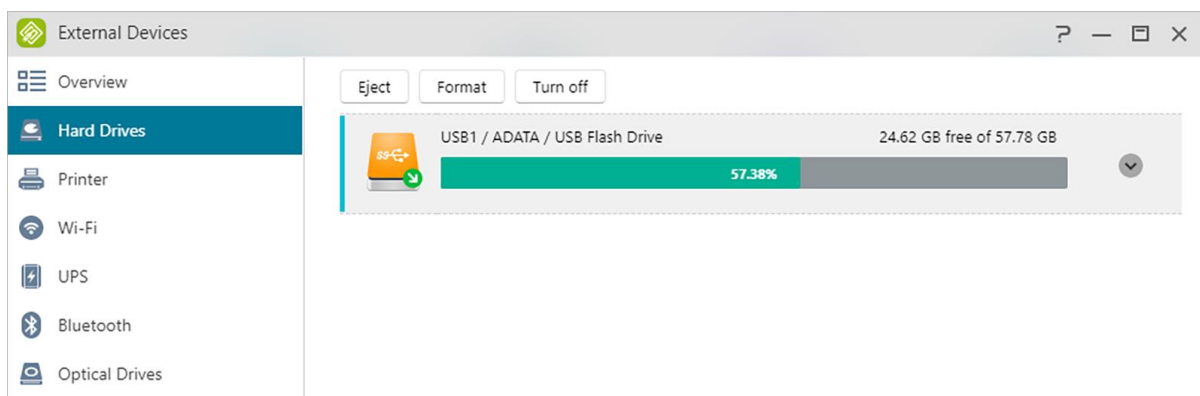 External Devices
?
Overview
Hard Drives
Printer
Wi-Fi
UPS
Bluetooth
Optical Drives
Eject
Format
Turn off
USB1 / ADATA / USB Flash Drive
24.62 GB free of 57.78 GB
SS
57.38%